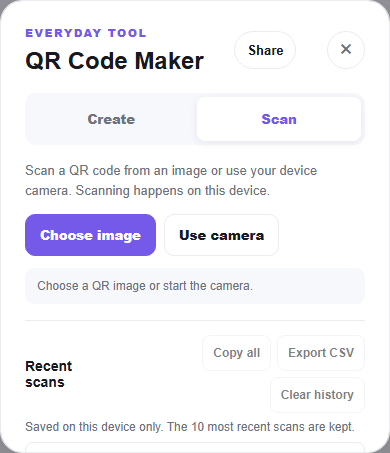 EVERYDAY TOOL
QR Code Maker
Share
✕
Create
Scan
Scan a QR code from an image or use your device
camera. Scanning happens on this device.
Choose image
Use camera
Choose a QR image or start the camera.
Recent
scans
Copy all
Export CSV
Clear history
Saved on this device only. The 10 most recent scans are kept.